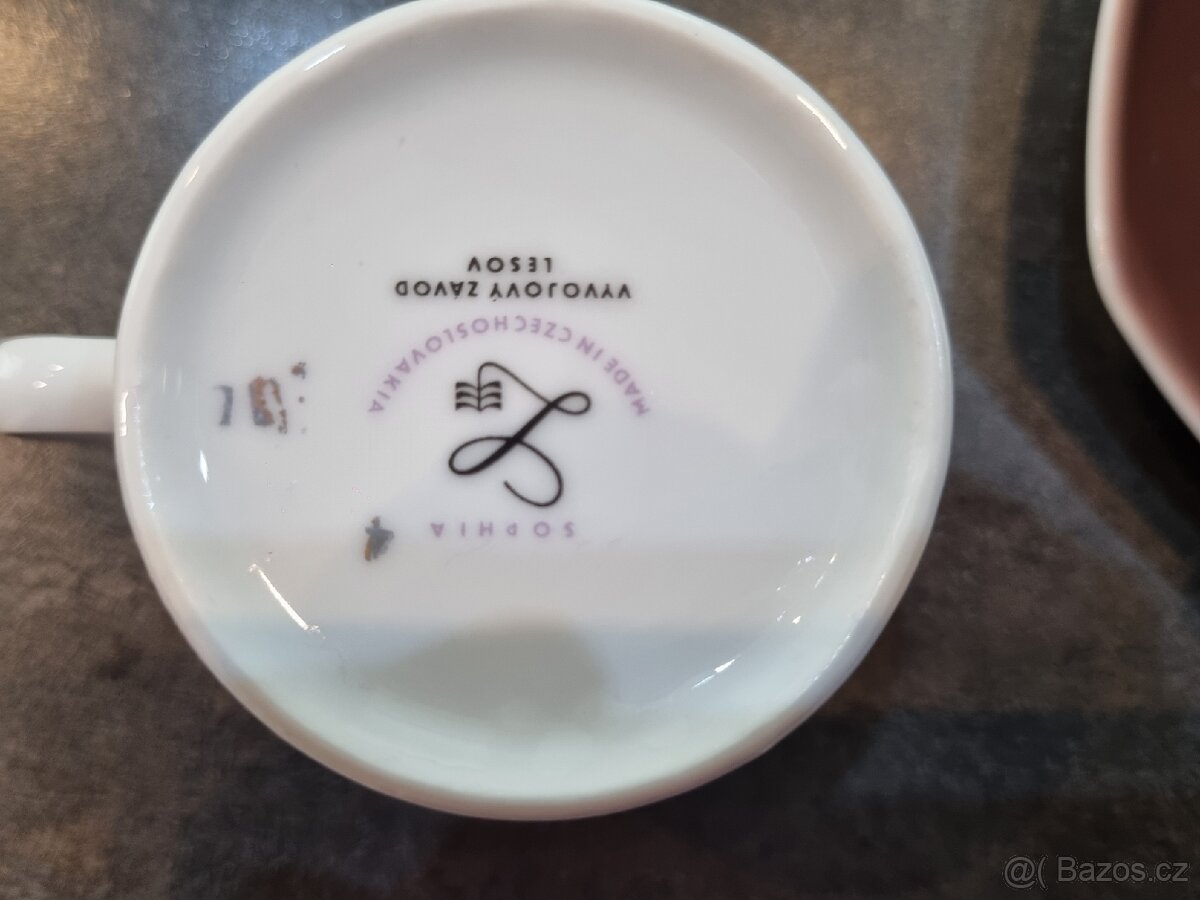 SOPHIA
MADE IN CZECHOSLOVAKIA
VÝVOJOVÝ ZÁVOD
LESOV
@( Bazos.cz